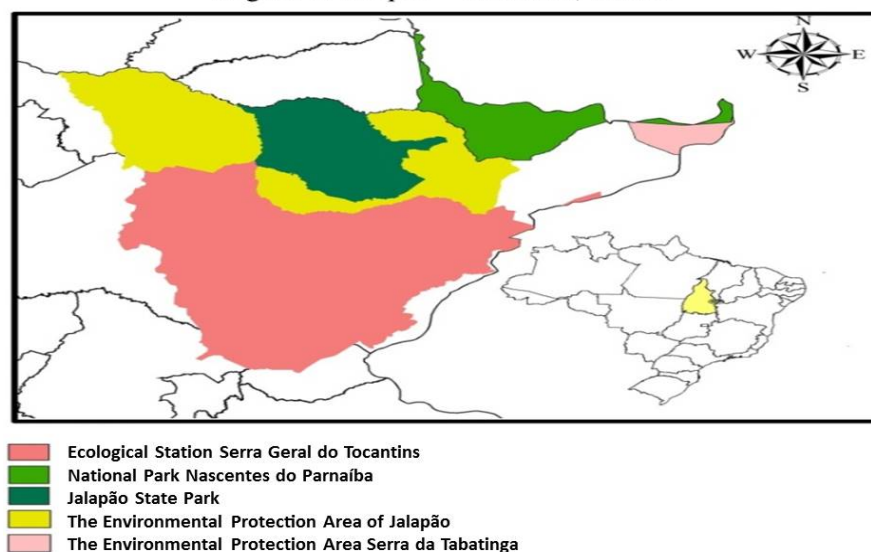 N
W E
S
Ecological Station Serra Geral do Tocantins
National Park Nascentes do Parnaíba
Jalapão State Park
The Environmental Protection Area of Jalapão
The Environmental Protection Area Serra da Tabatinga